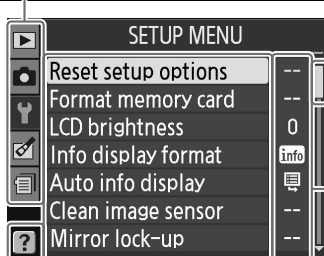 SETUP MENU
Reset setup options --
Format memory card --
LCD brightness 0
Info display format info
Auto info display
Clean image sensor --
Mirror lock-up --
?